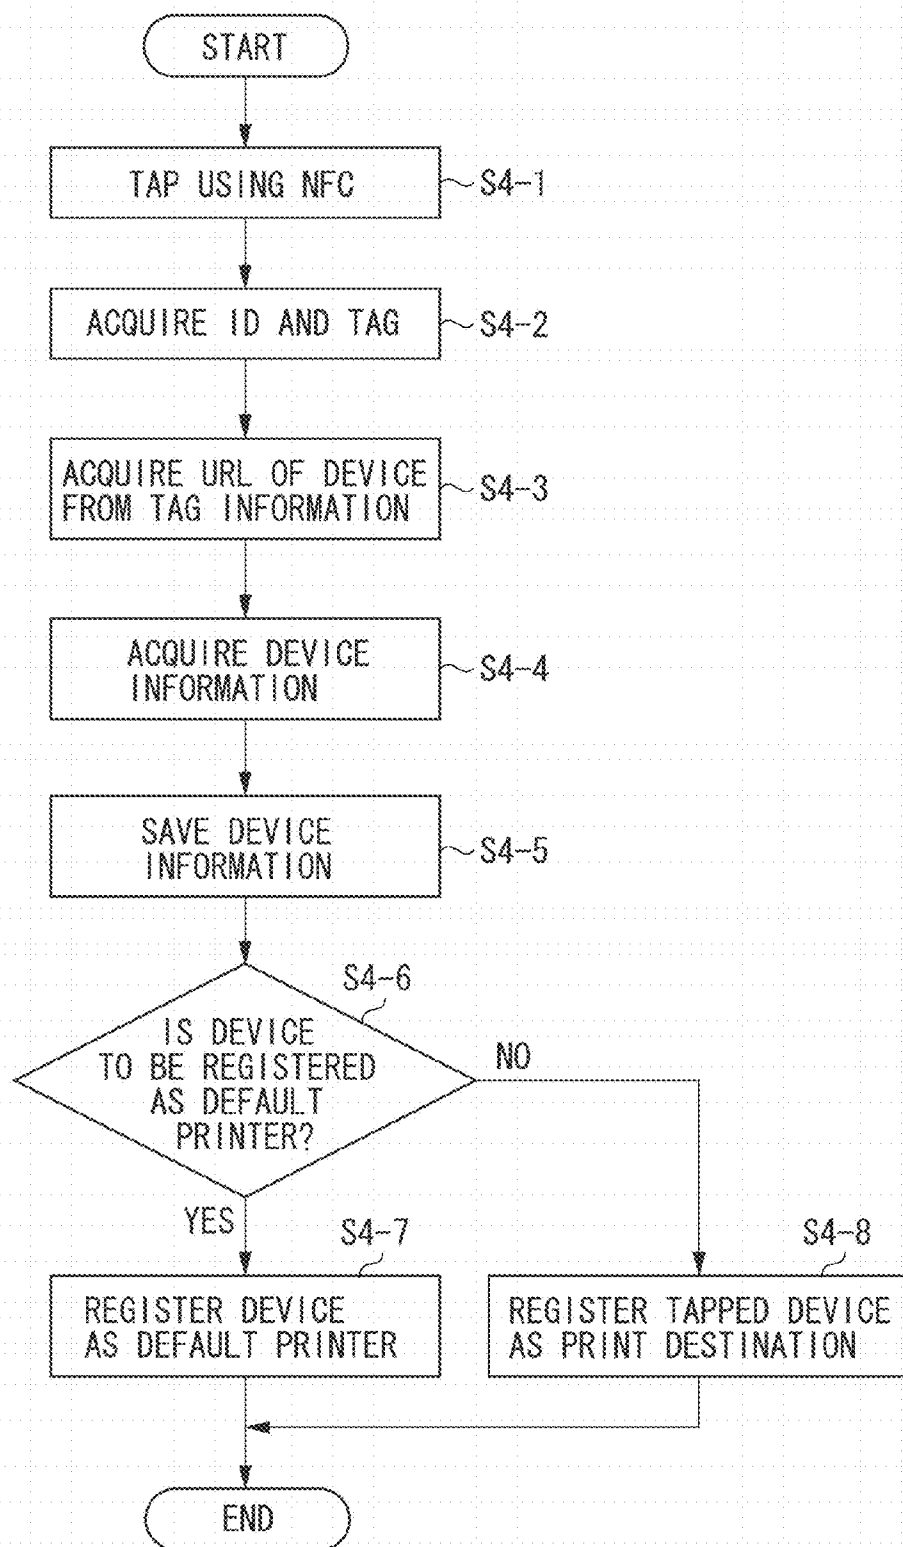 START
TAP USING NFC
S4-1
ACQUIRE ID AND TAG
S4-2
ACQUIRE URL OF DEVICE
FROM TAG INFORMATION
S4-3
ACQUIRE DEVICE
INFORMATION
S4-4
SAVE DEVICE
INFORMATION
S4-5
S4-6
IS DEVICE
TO BE REGISTERED
AS DEFAULT
PRINTER?
NO
YES
S4-7
REGISTER DEVICE
AS DEFAULT PRINTER
S4-8
REGISTER TAPPED DEVICE
AS PRINT DESTINATION
END